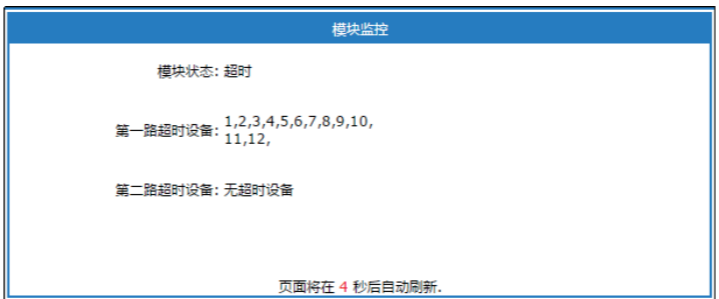 模块监控
模块状态: 超时
第一路超时设备: 1,2,3,4,5,6,7,8,9,10,
11,12,
第二路超时设备: 无超时设备
页面将在 4 秒后自动刷新.